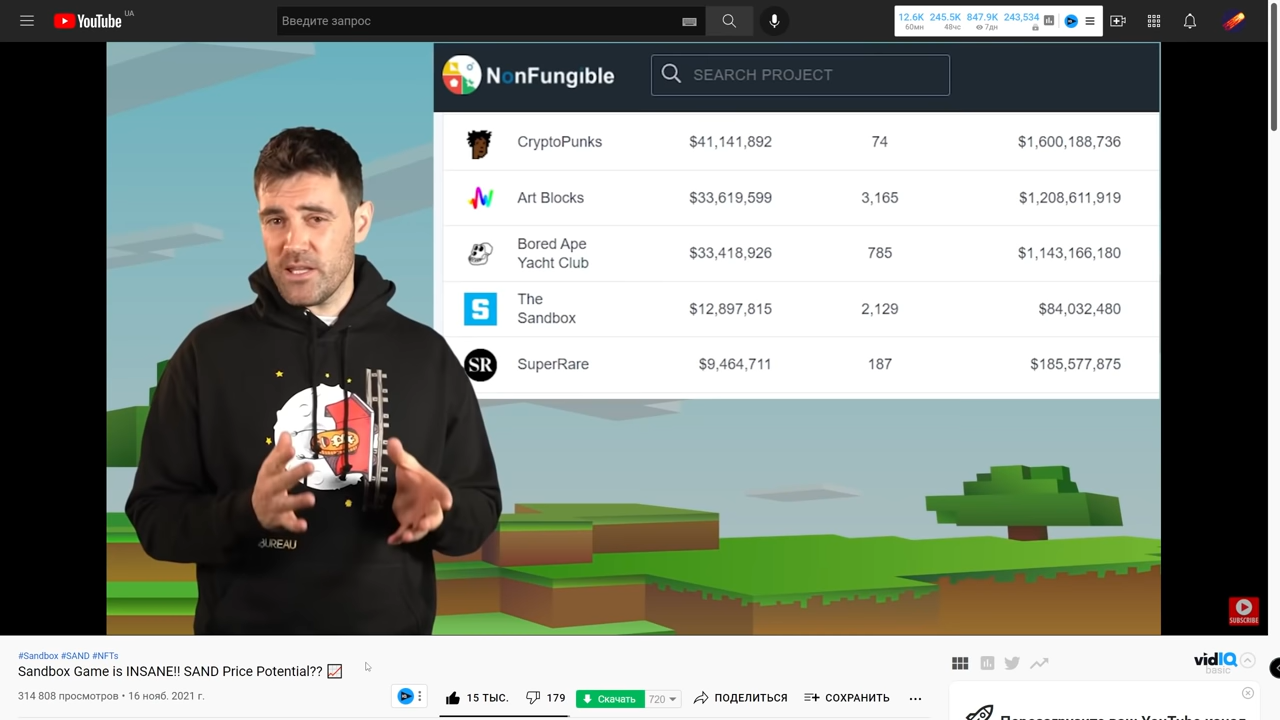 YouTube UA
Введите запрос
12.6K 245.5K 847.9K 243,534
60мн 48чс 7дн
NonFungible
SEARCH PROJECT
CryptoPunks $41,141,892 74 $1,600,188,736
Art Blocks $33,619,599 3,165 $1,208,611,919
Bored Ape
Yacht Club $33,418,926 785 $1,143,166,180
The
Sandbox $12,897,815 2,129 $84,032,480
SR SuperRare $9,464,711 187 $185,577,875
BUREAU
SUBSCRIBE
#Sandbox #SAND #NFTs
Sandbox Game is INSANE!! SAND Price Potential??
314 808 просмотров • 16 нояб. 2021 г.
15 ТЫС. 179 Скачать 720 ПОДЕЛИТЬСЯ СОХРАНИТЬ
vidIQ
basic